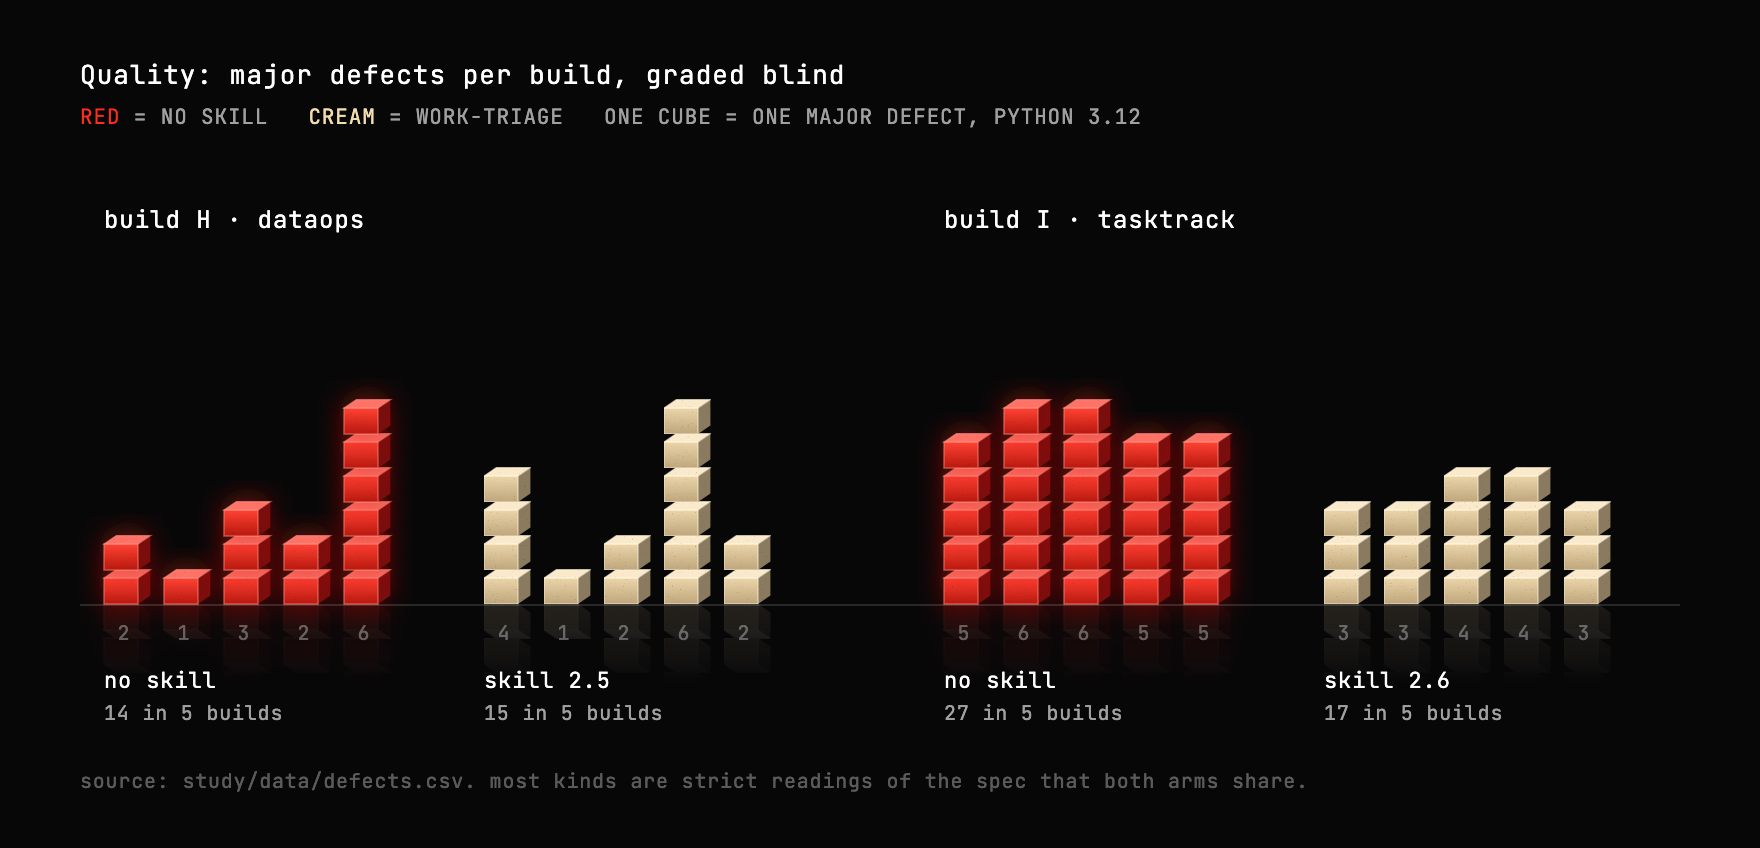 Quality: major defects per build, graded blind
RED = NO SKILL CREAM = WORK-TRIAGE ONE CUBE = ONE MAJOR DEFECT, PYTHON 3.12
build H · dataops
build I · tasktrack
2 1 3 2 6
4 1 2 6 2
5 6 6 5 5
3 3 4 4 3
no skill
14 in 5 builds
skill 2.5
15 in 5 builds
no skill
27 in 5 builds
skill 2.6
17 in 5 builds
source: study/data/defects.csv. most kinds are strict readings of the spec that both arms share.